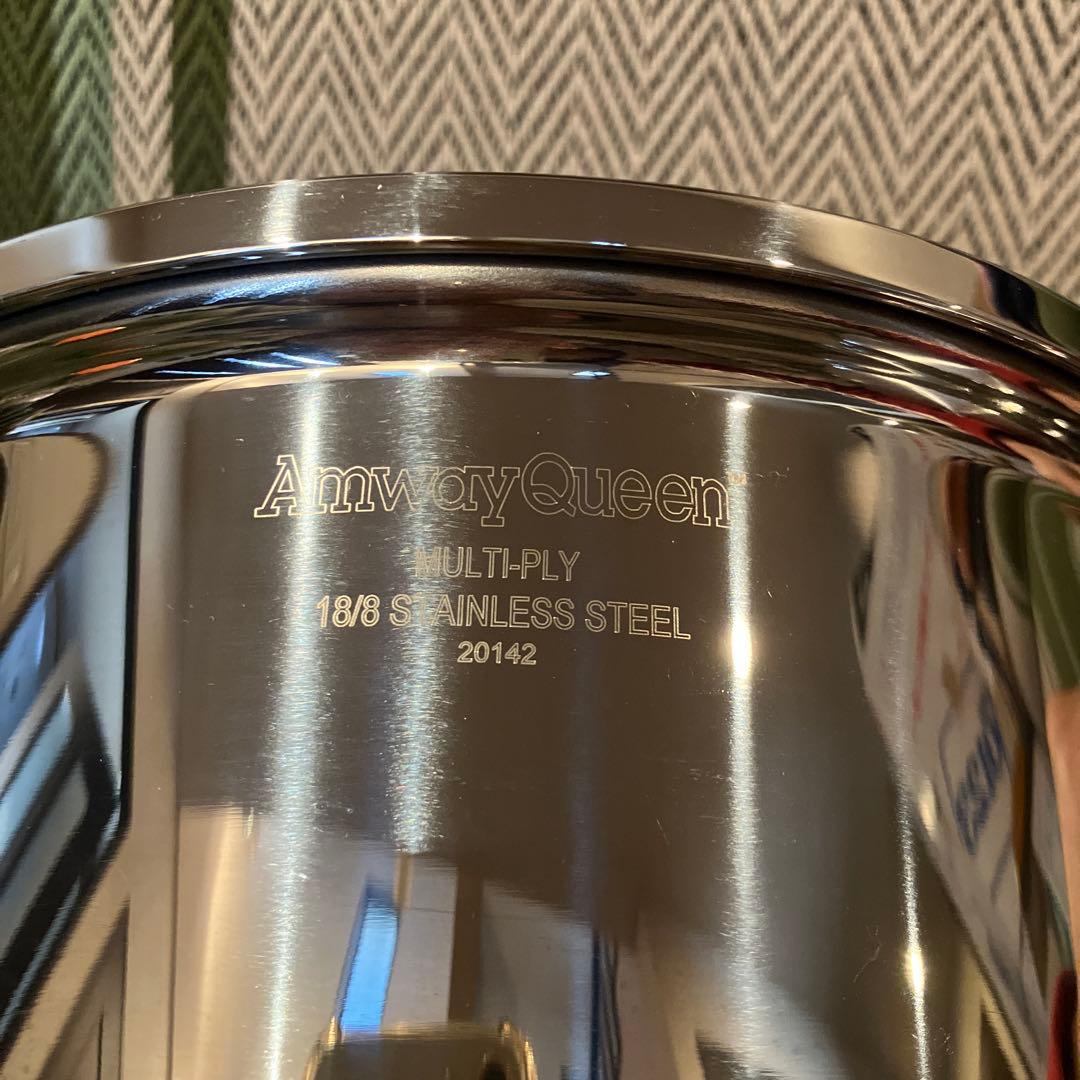 AmwayQueen™
MULTI-PLY
18/8 STAINLESS STEEL
20142